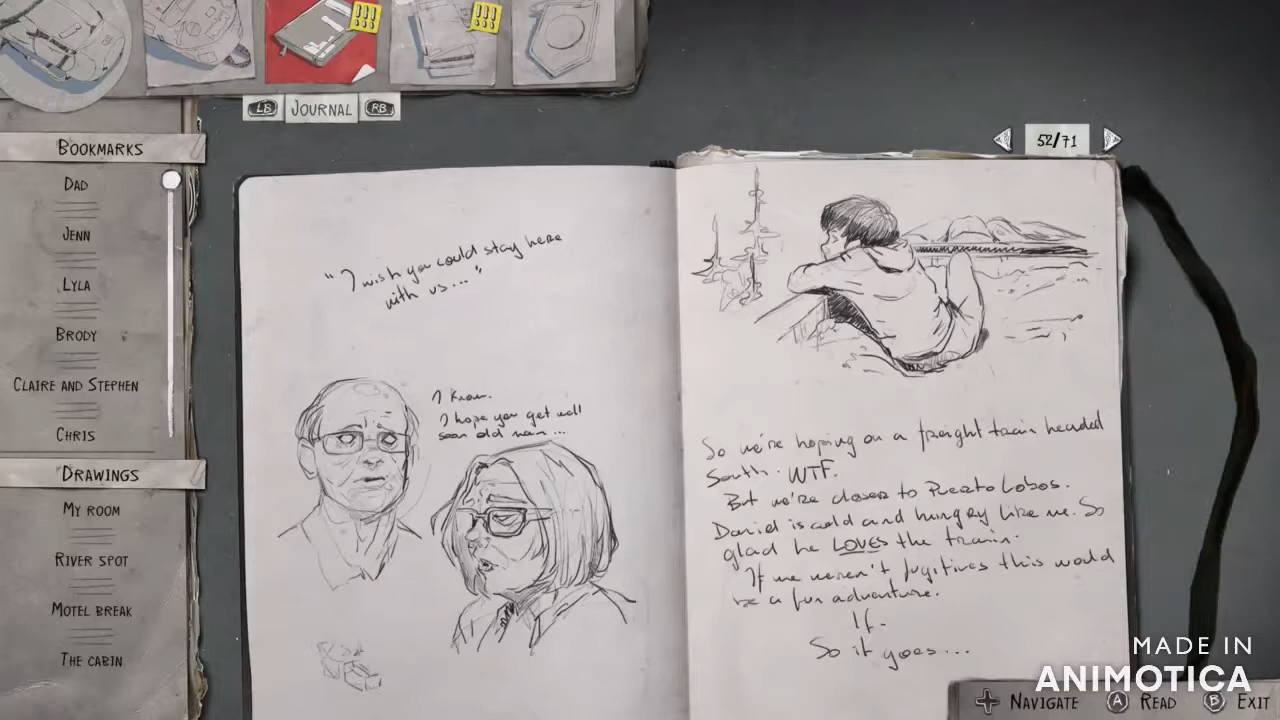 LB JOURNAL RB
BOOKMARKS
DAD
JENN
LYLA
BRODY
CLAIRE AND STEPHEN
CHRIS
DRAWINGS
MY ROOM
RIVER SPOT
MOTEL BREAK
THE CABIN
"I wish you could stay here
with us..."
I know.
I hope you get well
soon old man...
52/71
So we're hoping on a freight train headed
South. WTF.
But we're closer to Puerto Lobos.
Daniel is cold and hungry like me. So
glad he LOVES the train.
If we weren't fugitives this would
be a fun adventure.
If.
So it goes...
MADE IN
ANIMOTICA
NAVIGATE A READ B EXIT